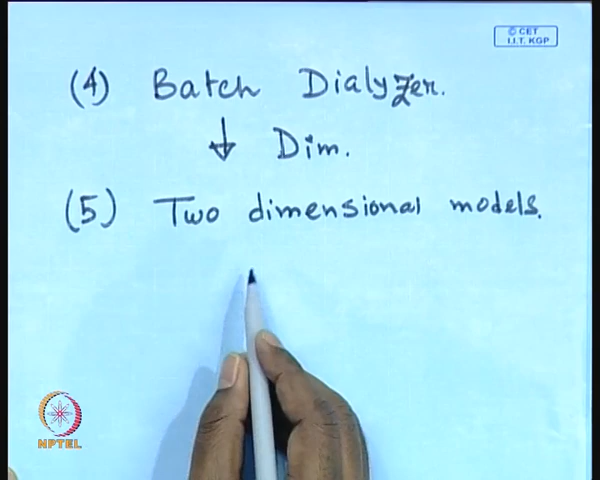 © CET
I.I.T. KGP
(4) Batch Dialyzer.
↓ Dim.
(5) Two dimensional models.
NPTEL